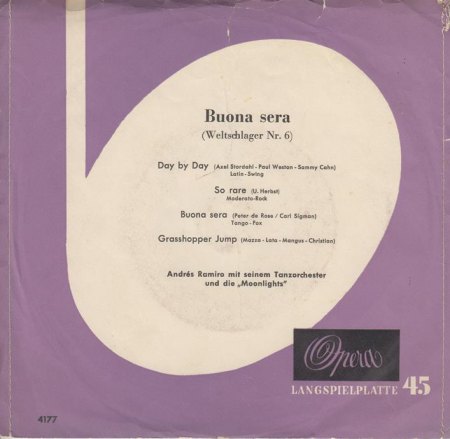 Buona sera
(Weltschlager Nr. 6)
Day by Day (Axel Stordahl - Paul Weston - Sammy Cahn)
Latin-Swing
So rare (U. Herbst)
Moderato-Rock
Buona sera (Peter de Rose / Carl Sigman)
Tango-Fox
Grasshopper Jump (Mazza - Lata - Mangus - Christian)
Andrés Ramiro mit seinem Tanzorchester
und die „Moonlights"
Opera
LANGSPIELPLATTE 45
4177